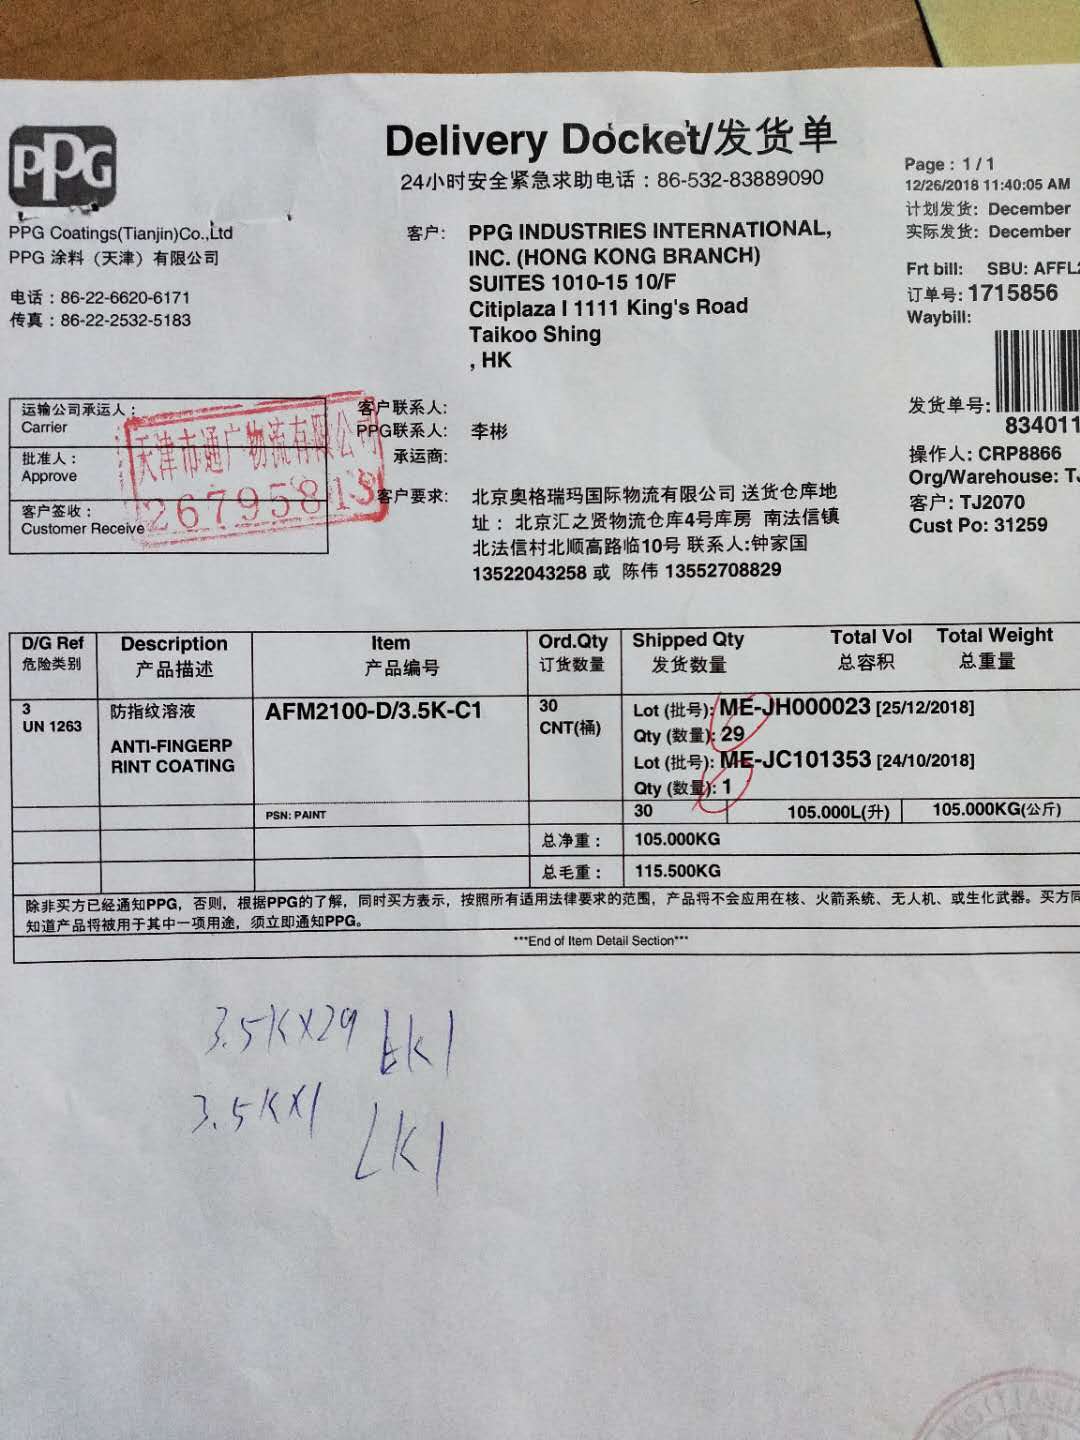 PPG
Delivery Docket/发货单
24小时安全紧急求助电话：86-532-83889090
Page : 1 / 1
12/26/2018 11:40:05 AM
计划发货: December
实际发货: December
PPG Coatings(Tianjin)Co.,Ltd
PPG 涂料（天津）有限公司
电话：86-22-6620-6171
传真：86-22-2532-5183
客户: PPG INDUSTRIES INTERNATIONAL,
INC. (HONG KONG BRANCH)
SUITES 1010-15 10/F
Citiplaza I 1111 King's Road
Taikoo Shing
, HK
Frt bill: SBU: AFFL2
订单号: 1715856
Waybill:
发货单号:
834011
操作人: CRP8866
Org/Warehouse: TJ
客户: TJ2070
Cust Po: 31259
运输公司承运人：
Carrier
批准人：
Approve
客户签收：
Customer Receive
天津市通广物流有限公司
26795813
客户联系人:
PPG联系人: 李彬
承运商:
客户要求: 北京奥格瑞玛国际物流有限公司 送货仓库地
址： 北京汇之贤物流仓库4号库房 南法信镇
北法信村北顺高路临10号 联系人:钟家国
13522043258 或 陈伟 13552708829
D/G Ref Description Item Ord.Qty Shipped Qty Total Vol Total Weight
危险类别 产品描述 产品编号 订货数量 发货数量 总容积 总重量
3 防指纹溶液 AFM2100-D/3.5K-C1 30 Lot (批号): ME-JH000023 [25/12/2018]
UN 1263 CNT(桶) Qty (数量): 29
ANTI-FINGERP Lot (批号): ME-JC101353 [24/10/2018]
RINT COATING Qty (数量): 1
PSN: PAINT 30 105.000L(升) 105.000KG(公斤)
总净重： 105.000KG
总毛重： 115.500KG
除非买方已经通知PPG，否则，根据PPG的了解，同时买方表示，按照所有适用法律要求的范围，产品将不会应用在核、火箭系统、无人机、或生化武器。买方同
知道产品将被用于其中一项用途，须立即通知PPG。
***End of Item Detail Section***
3.5K×29 LK1
3.5K×1
LK1